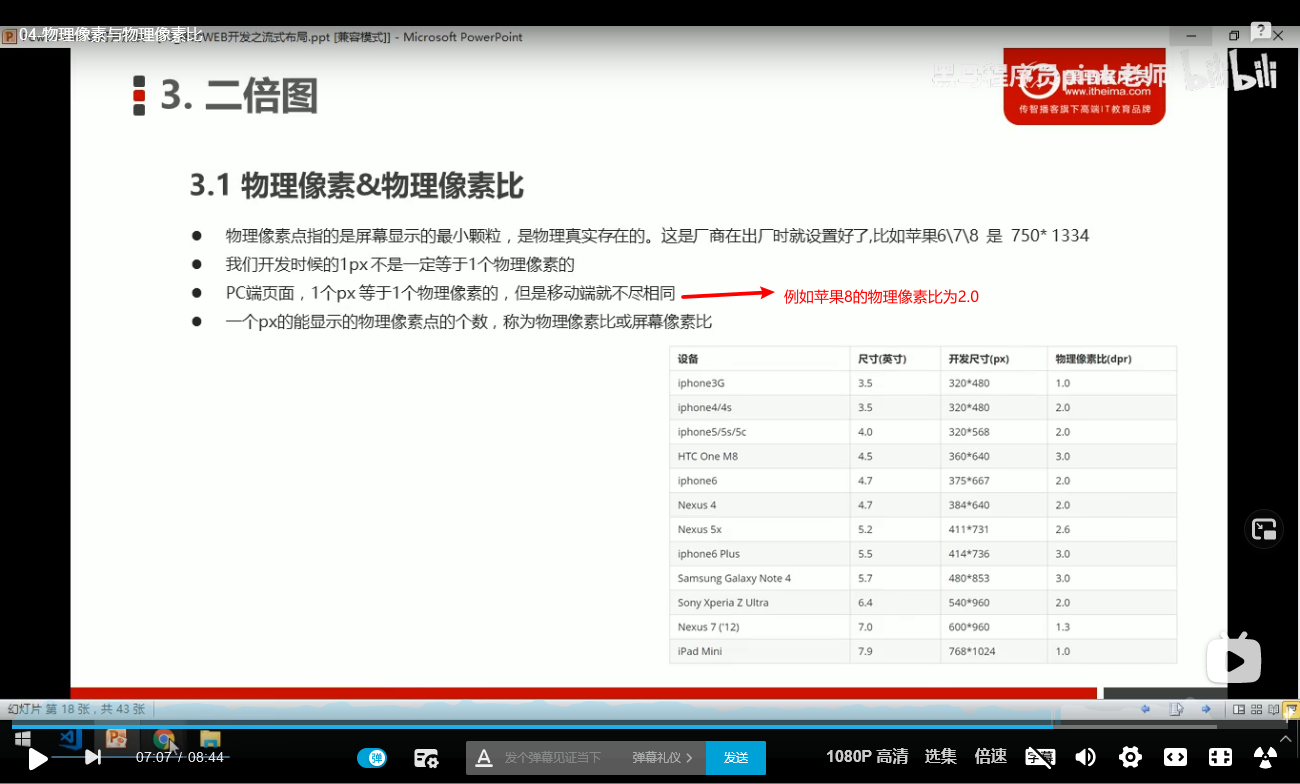 04.物理像素与物理像素比
WEB开发之流式布局.ppt [兼容模式]] - Microsoft PowerPoint
3. 二倍图
黑马程序员pink老师
bilibili
www.itheima.com
传智播客旗下高端IT教育品牌
3.1 物理像素&物理像素比
● 物理像素点指的是屏幕显示的最小颗粒，是物理真实存在的。这是厂商在出厂时就设置好了,比如苹果6\7\8 是 750* 1334
● 我们开发时候的1px 不是一定等于1个物理像素的
● PC端页面，1个px 等于1个物理像素的，但是移动端就不尽相同
例如苹果8的物理像素比为2.0
● 一个px的能显示的物理像素点的个数，称为物理像素比或屏幕像素比
设备 尺寸(英寸) 开发尺寸(px) 物理像素比(dpr)
iphone3G 3.5 320*480 1.0
iphone4/4s 3.5 320*480 2.0
iphone5/5s/5c 4.0 320*568 2.0
HTC One M8 4.5 360*640 3.0
iphone6 4.7 375*667 2.0
Nexus 4 4.7 384*640 2.0
Nexus 5x 5.2 411*731 2.6
iphone6 Plus 5.5 414*736 3.0
Samsung Galaxy Note 4 5.7 480*853 3.0
Sony Xperia Z Ultra 6.4 540*960 2.0
Nexus 7 ('12) 7.0 600*960 1.3
iPad Mini 7.9 768*1024 1.0
幻灯片 第 18 张，共 43 张
07:07 / 08:44
弹
发个弹幕见证当下
弹幕礼仪
发送
1080P 高清
选集
倍速
字幕